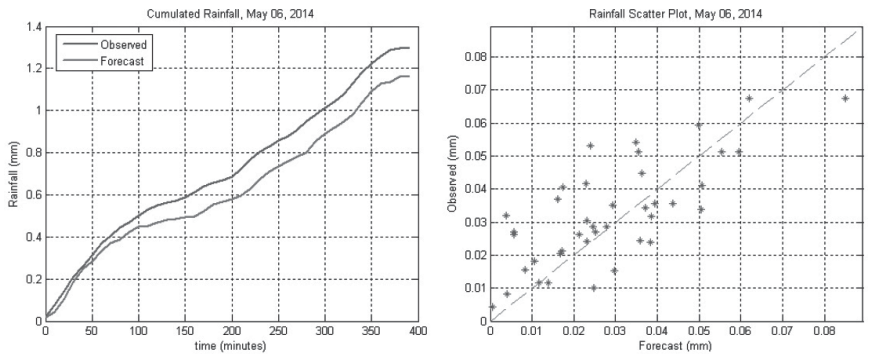 Cumulated Rainfall, May 06, 2014
Rainfall (mm)
1.4
1.2
1
0.8
0.6
0.4
0.2
0
Observed
Forecast
0 50 100 150 200 250 300 350 400
time (minutes)
Rainfall Scatter Plot, May 06, 2014
Observed (mm)
0.08
0.07
0.06
0.05
0.04
0.03
0.02
0.01
0
0 0.01 0.02 0.03 0.04 0.05 0.06 0.07 0.08
Forecast (mm)